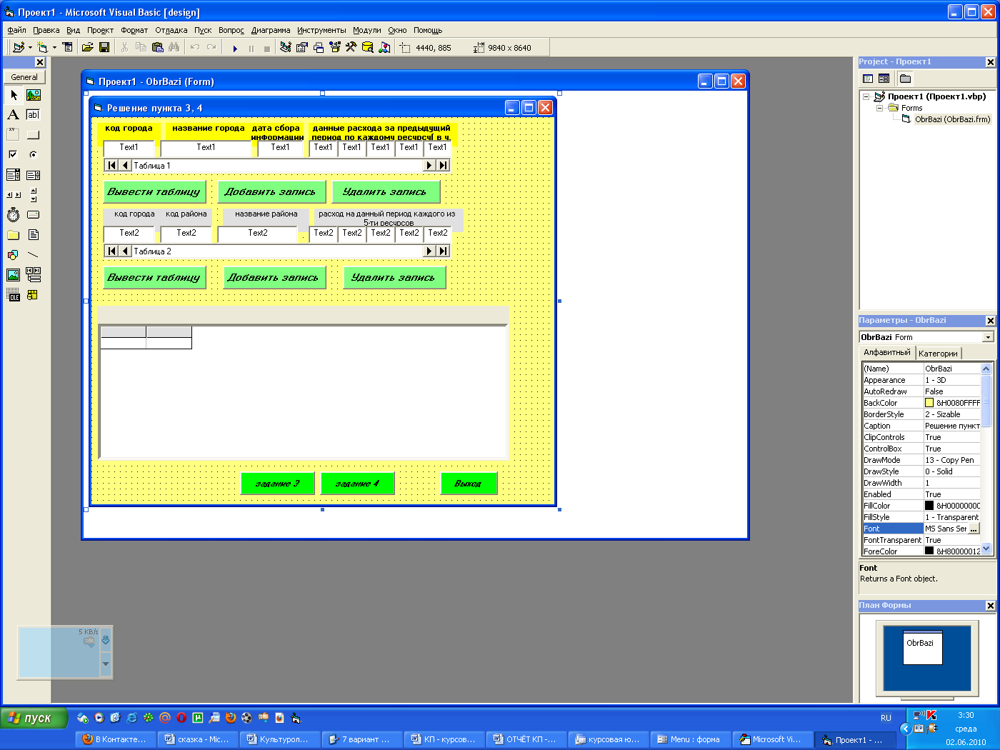 Проект1 - Microsoft Visual Basic [design]
Файл Правка Вид Проект Формат Отладка Пуск Вопрос Диаграмма Инструменты Модули Окно Помощь
4440, 885 9840 x 8640
General
Проект1 - ObrBazi (Form)
Решение пункта 3, 4
код города название города дата сбора информации данные расхода за предыдущий период по каждому ресурсу( в ч.
Text1 Text1 Text1 Text1 Text1 Text1 Text1 Text1
Таблица 1
Вывести таблицу Добавить запись Удалить запись
код города код района название района расход на данный период каждого из 5-ти ресурсов
Text2 Text2 Text2 Text2 Text2 Text2 Text2 Text2
Таблица 2
Вывести таблицу Добавить запись Удалить запись
задание 3 задание 4 Выход
Project - Проект1
Проект1 (Проект1.vbp)
Forms
ObrBazi (ObrBazi.frm)
Параметры - ObrBazi
ObrBazi Form
Алфавитный Категории
(Name) ObrBazi
Appearance 1 - 3D
AutoRedraw False
BackColor &H0080FFFF
BorderStyle 2 - Sizable
Caption Решение пункт
ClipControls True
ControlBox True
DrawMode 13 - Copy Pen
DrawStyle 0 - Solid
DrawWidth 1
Enabled True
FillColor &H00000000
FillStyle 1 - Transparent
Font MS Sans Ser ...
FontTransparent True
ForeColor &H80000012
Font
Returns a Font object.
План Формы
ObrBazi
5 KB/s
пуск
RU
3:30
среда
02.06.2010
В Контакте... сказка - Mic... Культурол... 7 вариант КП - курсов... ОТЧЁТ КП -... курсовая ю... Menu : форма Microsoft Vi... Проект1 - ...